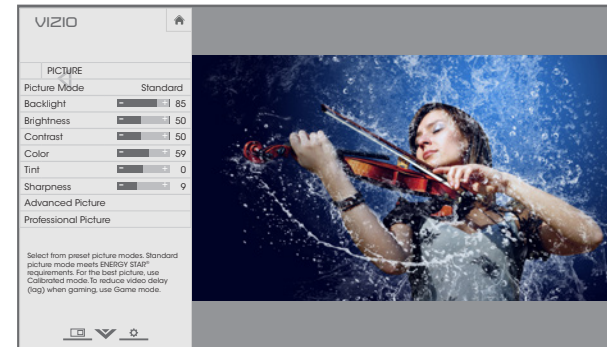 VIZIO
PICTURE
Picture Mode Standard
Backlight 85
Brightness 50
Contrast 50
Color 59
Tint 0
Sharpness 9
Advanced Picture
Professional Picture
Select from preset picture modes. Standard
picture mode meets ENERGY STAR®
requirements. For the best picture, use
Calibrated mode. To reduce video delay
(lag) when gaming, use Game mode.